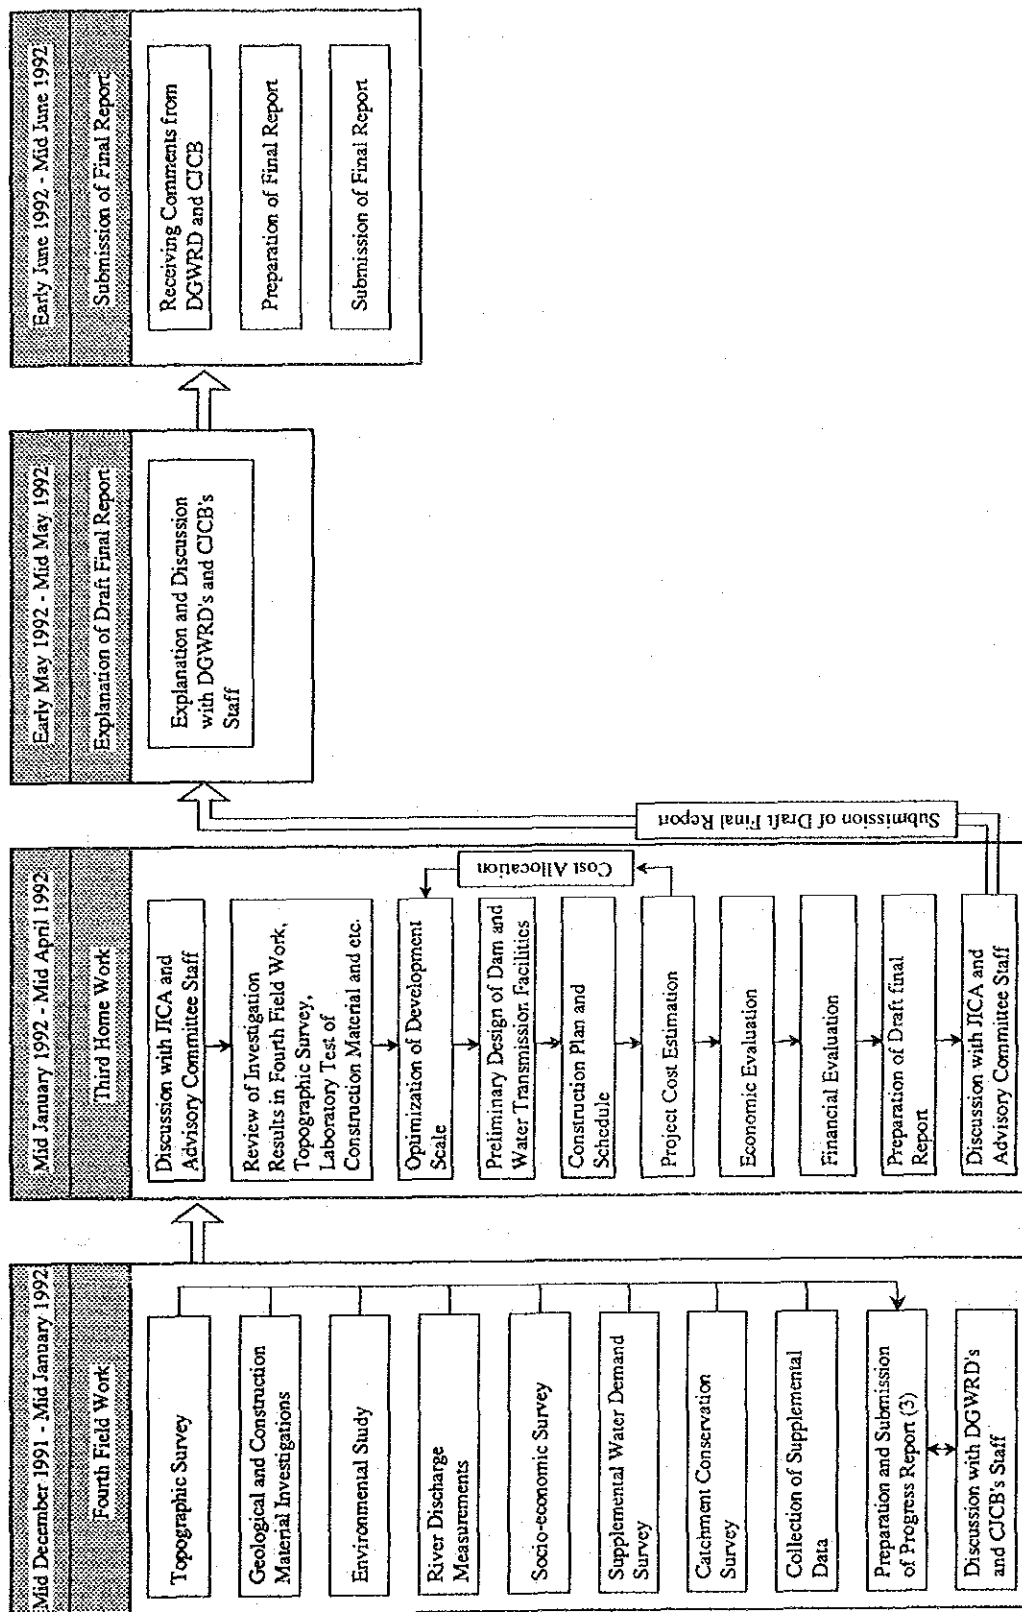 Mid December 1991 - Mid January 1992
Fourth Field Work
Topographic Survey
Geological and Construction
Material Investigations
Environmental Study
River Discharge
Measurements
Socio-economic Survey
Supplemental Water Demand
Survey
Catchment Conservation
Survey
Collection of Supplemental
Data
Preparation and Submission
of Progress Report (3)
Discussion with DGWRD's
and CJCB's Staff
Mid January 1992 - Mid April 1992
Third Home Work
Discussion with JICA and
Advisory Committee Staff
Review of Investigation
Results in Fourth Field Work,
Topographic Survey,
Laboratory Test of
Construction Material and etc.
Optimization of Development
Scale
Preliminary Design of Dam and
Water Transmission Facilities
Construction Plan and
Schedule
Project Cost Estimation
Cost Allocation
Economic Evaluation
Financial Evaluation
Preparation of Draft final
Report
Discussion with JICA and
Advisory Committee Staff
Submission of Draft Final Report
Early May 1992 - Mid May 1992
Explanation of Draft Final Report
Explanation and Discussion
with DGWRD's and CJCB's
Staff
Early June 1992 - Mid June 1992
Submission of Final Report
Receiving Comments from
DGWRD and CJCB
Preparation of Final Report
Submission of Final Report